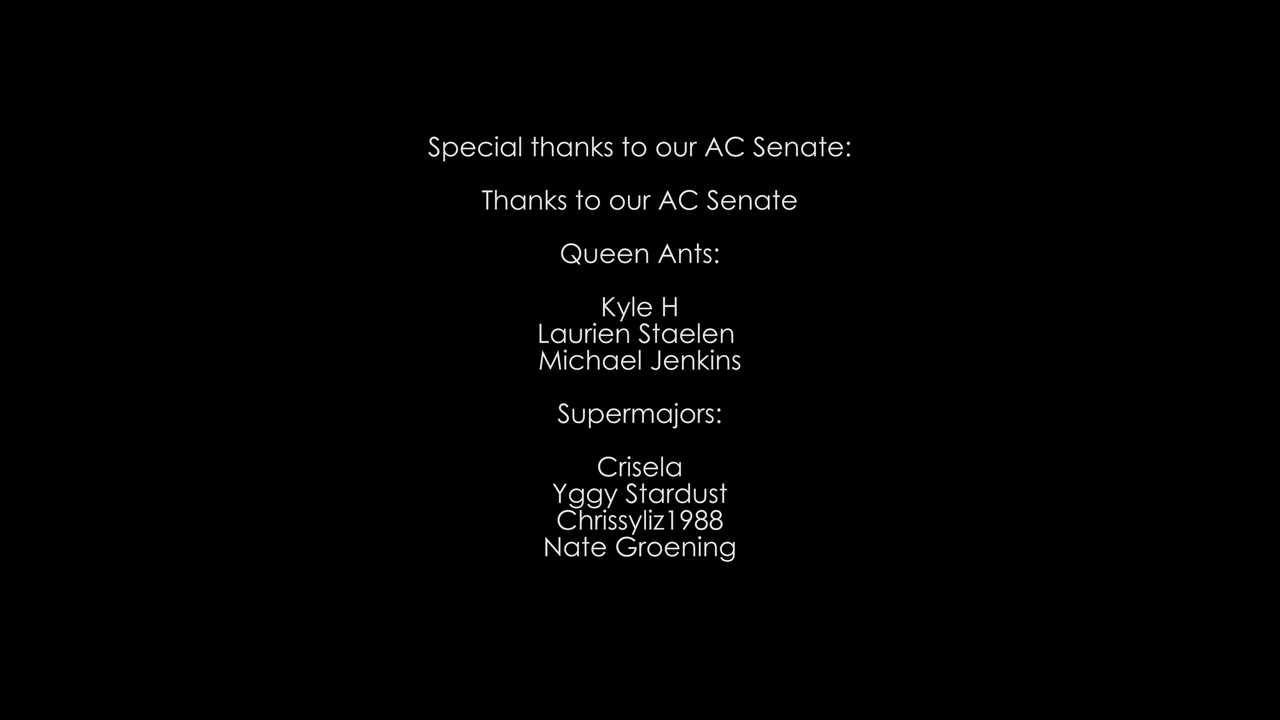 Special thanks to our AC Senate:
Thanks to our AC Senate
Queen Ants:
Kyle H
Laurien Staelen
Michael Jenkins
Supermajors:
Crisela
Yggy Stardust
Chrissyliz1988
Nate Groening